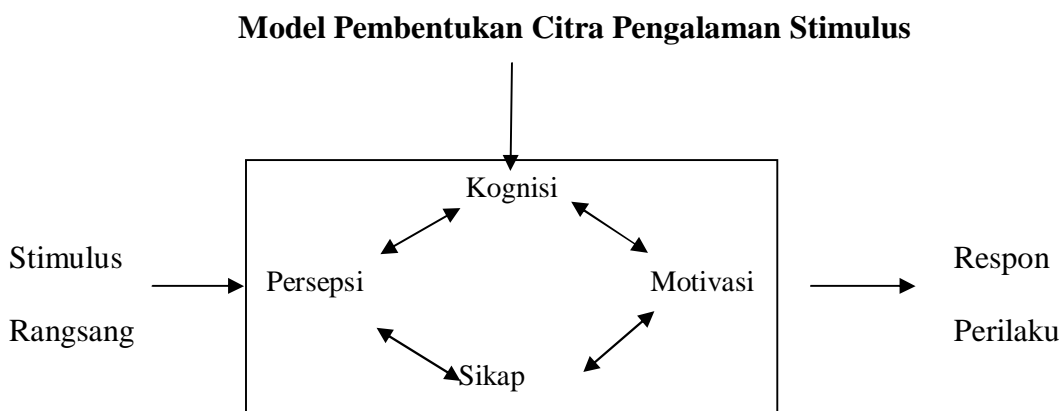 Model Pembentukan Citra Pengalaman Stimulus
Kognisi
Stimulus
Rangsang
Persepsi
Motivasi
Sikap
Respon
Perilaku